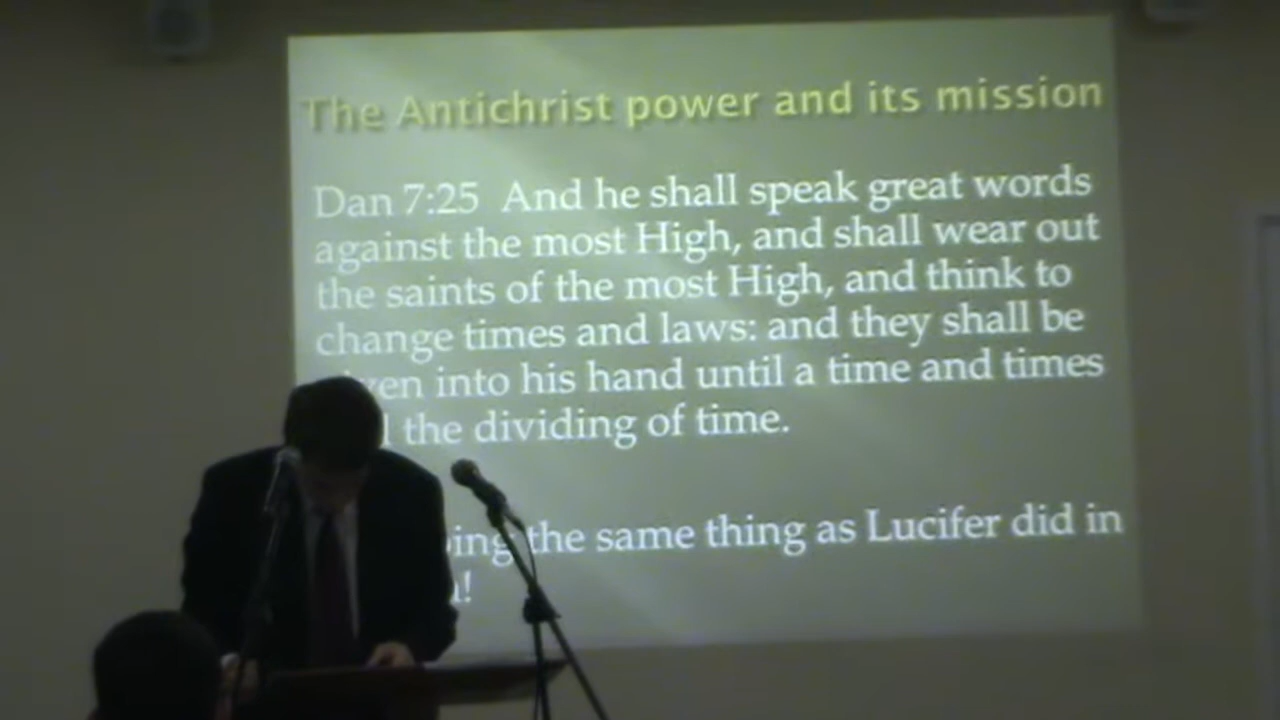 The Antichrist power and its mission
Dan 7:25 And he shall speak great words
against the most High, and shall wear out
the saints of the most High, and think to
change times and laws: and they shall be
into his hand until a time and times
the dividing of time.
the same thing as Lucifer did in